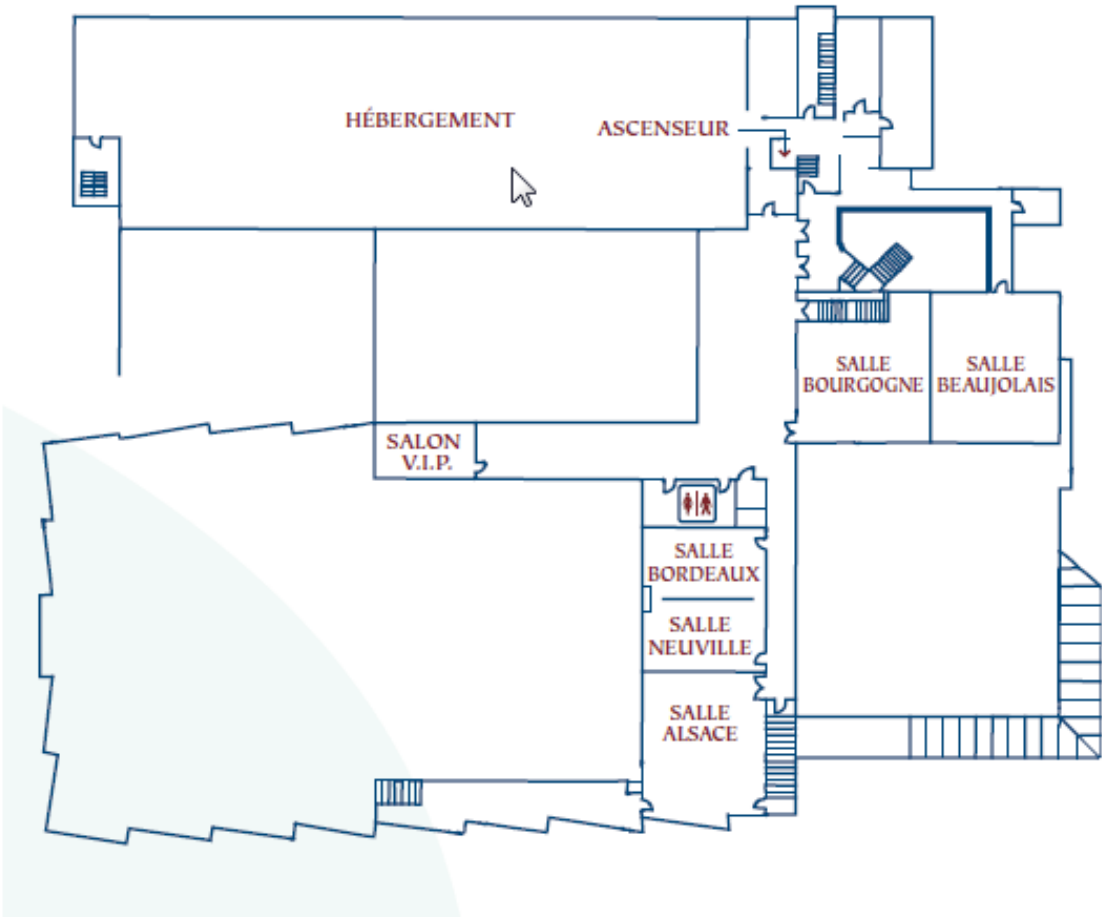 HÉBERGEMENT
ASCENSEUR
SALLE
BOURGOGNE
SALLE
BEAUJOLAIS
SALON
V.I.P.
SALLE
BORDEAUX
SALLE
NEUVILLE
SALLE
ALSACE